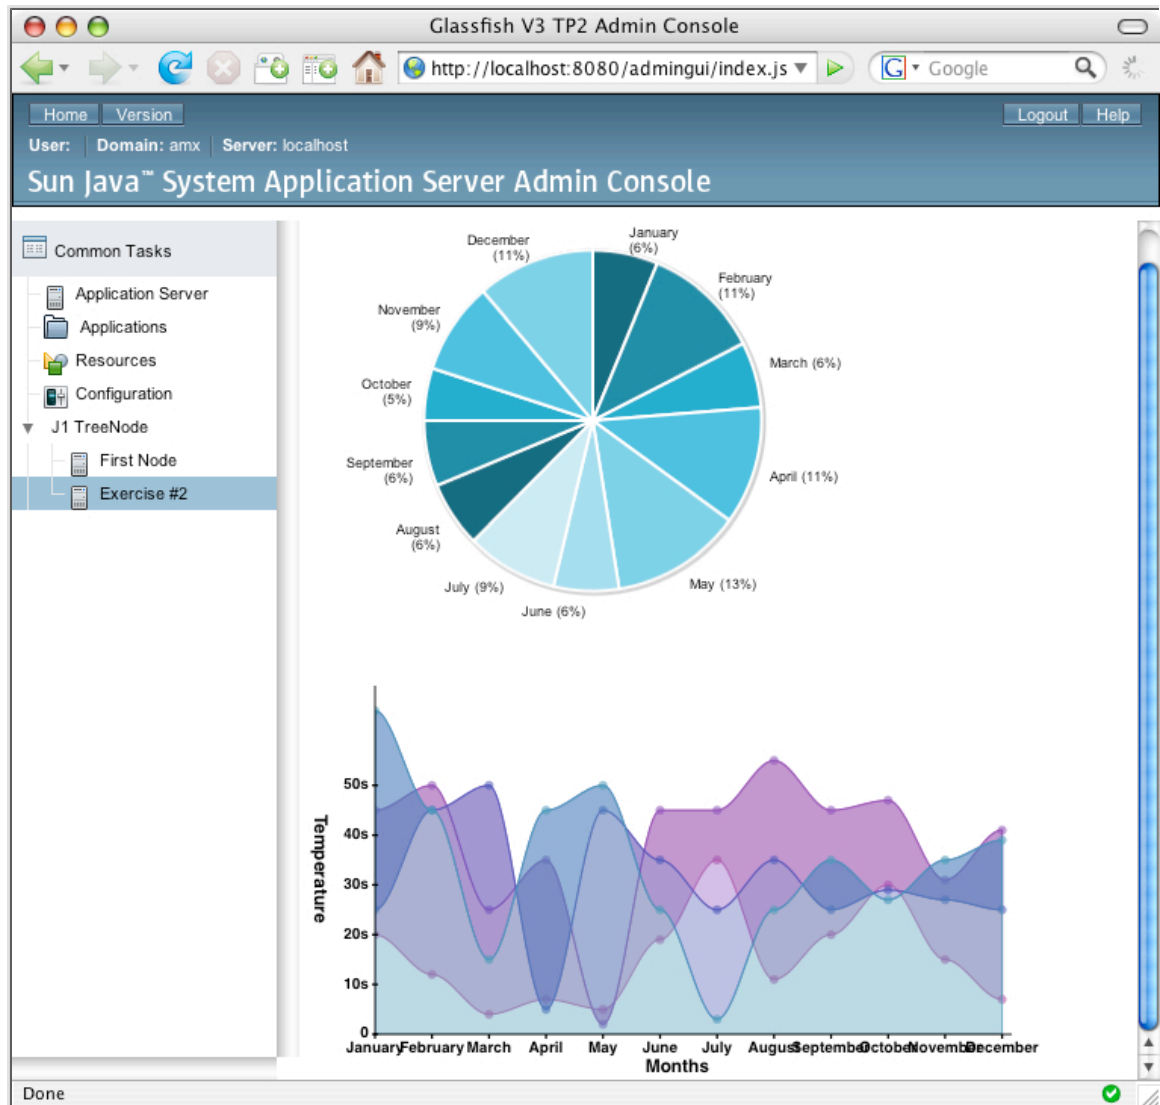 Glassfish V3 TP2 Admin Console
http://localhost:8080/admingui/index.js
G Google
Home Version Logout Help
User: Domain: amx Server: localhost
Sun Java™ System Application Server Admin Console
Common Tasks
Application Server
Applications
Resources
Configuration
J1 TreeNode
First Node
Exercise #2
January
(6%)
February
(11%)
March (6%)
April (11%)
May (13%)
June (6%)
July (9%)
August
(6%)
September
(6%)
October
(5%)
November
(9%)
December
(11%)
Temperature
50s
40s
30s
20s
10s
0
January February March April May June July August September October November December
Months
Done